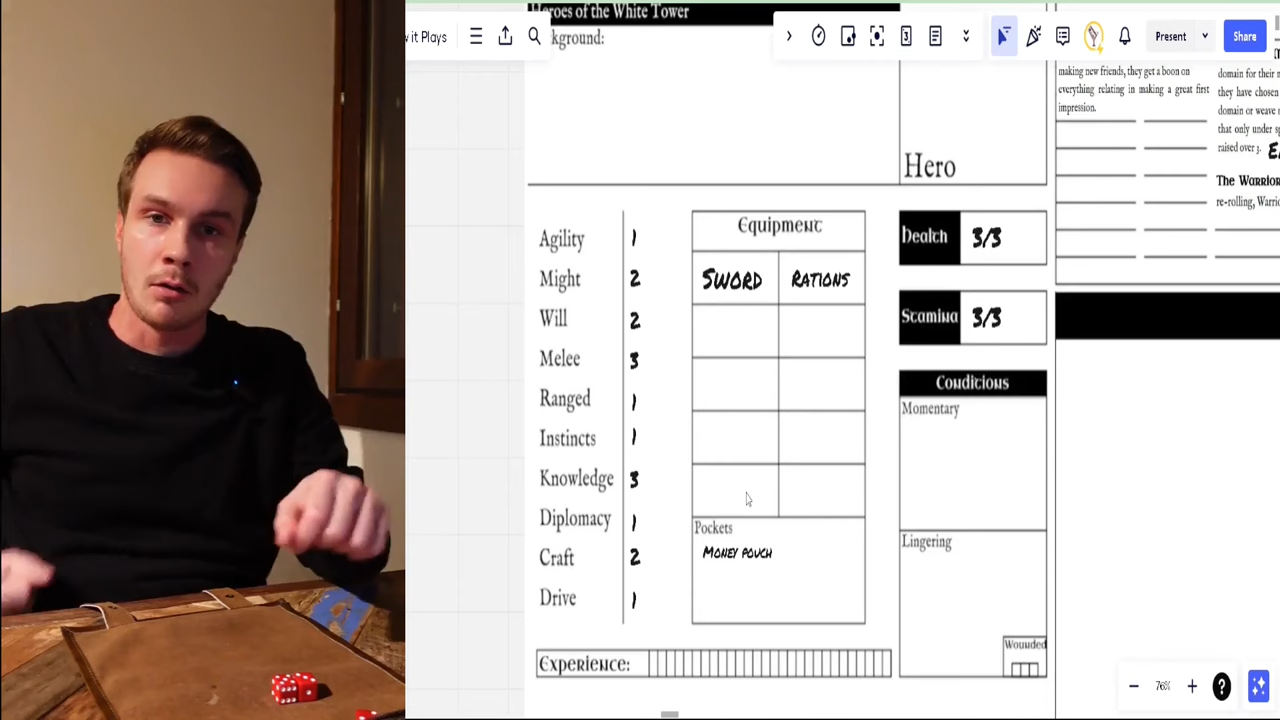 Heroes of the White Tower
w it Plays
Present
Share
kground:
Hero
making new friends, they get a boon on
everything relating in making a great first
impression.
domain for their
they have chosen
domain or weave
that only under
raised over 3.
The Warrior
re-rolling,
Agility 1
Might 2
Will 2
Melee 3
Ranged 1
Instincts 1
Knowledge 3
Diplomacy 1
Craft 2
Drive 1
Equipment
Sword Rations
Pockets
Money pouch
Health 3/3
Stamina 3/3
Conditions
Momentary
Lingering
Wounded
Experience:
76%
?